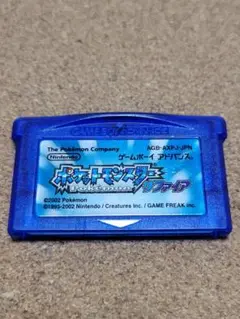 GAME BOY ADVANCE
The Pokémon Company
AGB-AXPJ-JPN
Nintendo
ゲームボーイ アドバンス
ポケットモンスター
サファイア
©2002 Pokémon
©1995-2002 Nintendo / Creatures Inc. / GAME FREAK inc.